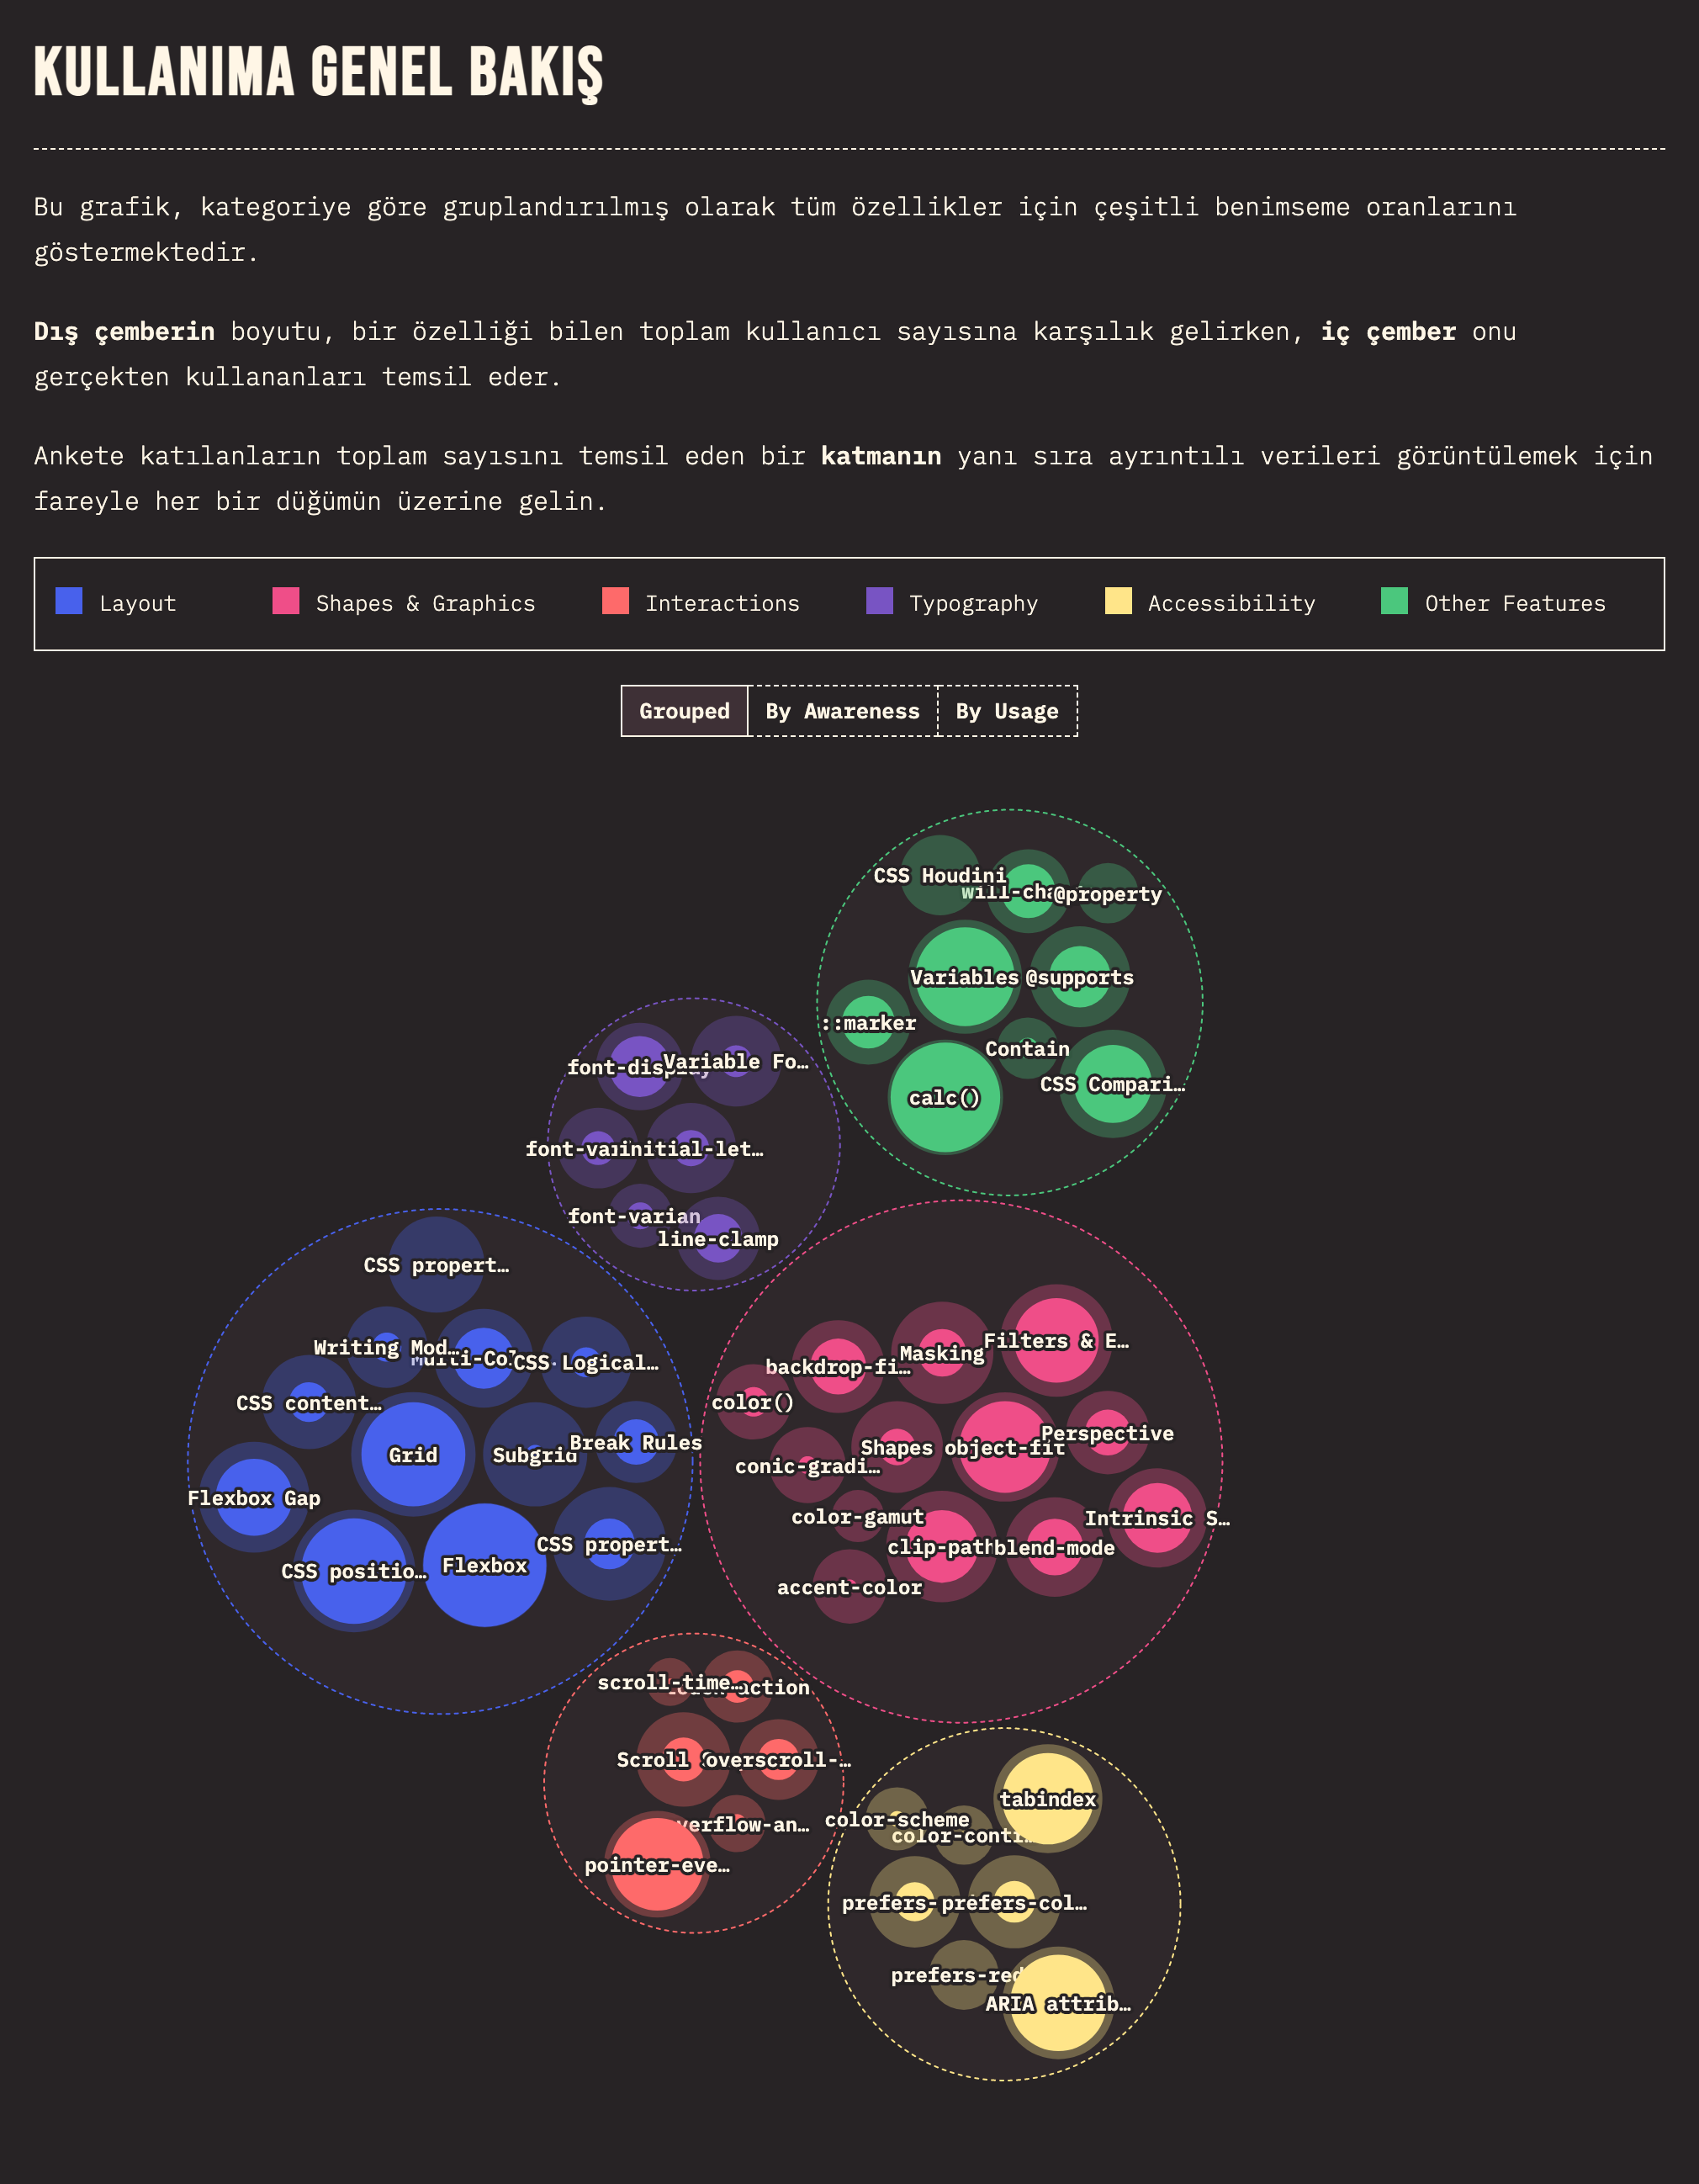 KULLANIMA GENEL BAKIŞ
Bu grafik, kategoriye göre gruplandırılmış olarak tüm özellikler için çeşitli benimseme oranlarını
göstermektedir.
Dış çemberin boyutu, bir özelliği bilen toplam kullanıcı sayısına karşılık gelirken, iç çember onu
gerçekten kullananları temsil eder.
Ankete katılanların toplam sayısını temsil eden bir katmanın yanı sıra ayrıntılı verileri görüntülemek için
fareyle her bir düğümün üzerine gelin.
Layout
Shapes & Graphics
Interactions
Typography
Accessibility
Other Features
Grouped
By Awareness
By Usage
CSS Houdini
will-cha
@property
Variables
@supports
::marker
Contain
CSS Compari…
calc()
font-display
Variable Fo…
font-var
initial-let…
font-varian
line-clamp
CSS propert…
Writing Mod…
Multi-Col
CSS Logical…
CSS content…
Grid
Subgrid
Break Rules
Flexbox Gap
CSS positio…
Flexbox
CSS propert…
backdrop-fi…
Masking
Filters & E…
color()
conic-gradi…
Shapes
object-fit
Perspective
color-gamut
clip-path
blend-mode
Intrinsic S…
accent-color
scroll-time…
action
Scroll
overscroll-…
verflow-an…
pointer-eve…
tabindex
color-scheme
color-cont
prefers-
prefers-col…
prefers-red
ARIA attrib…